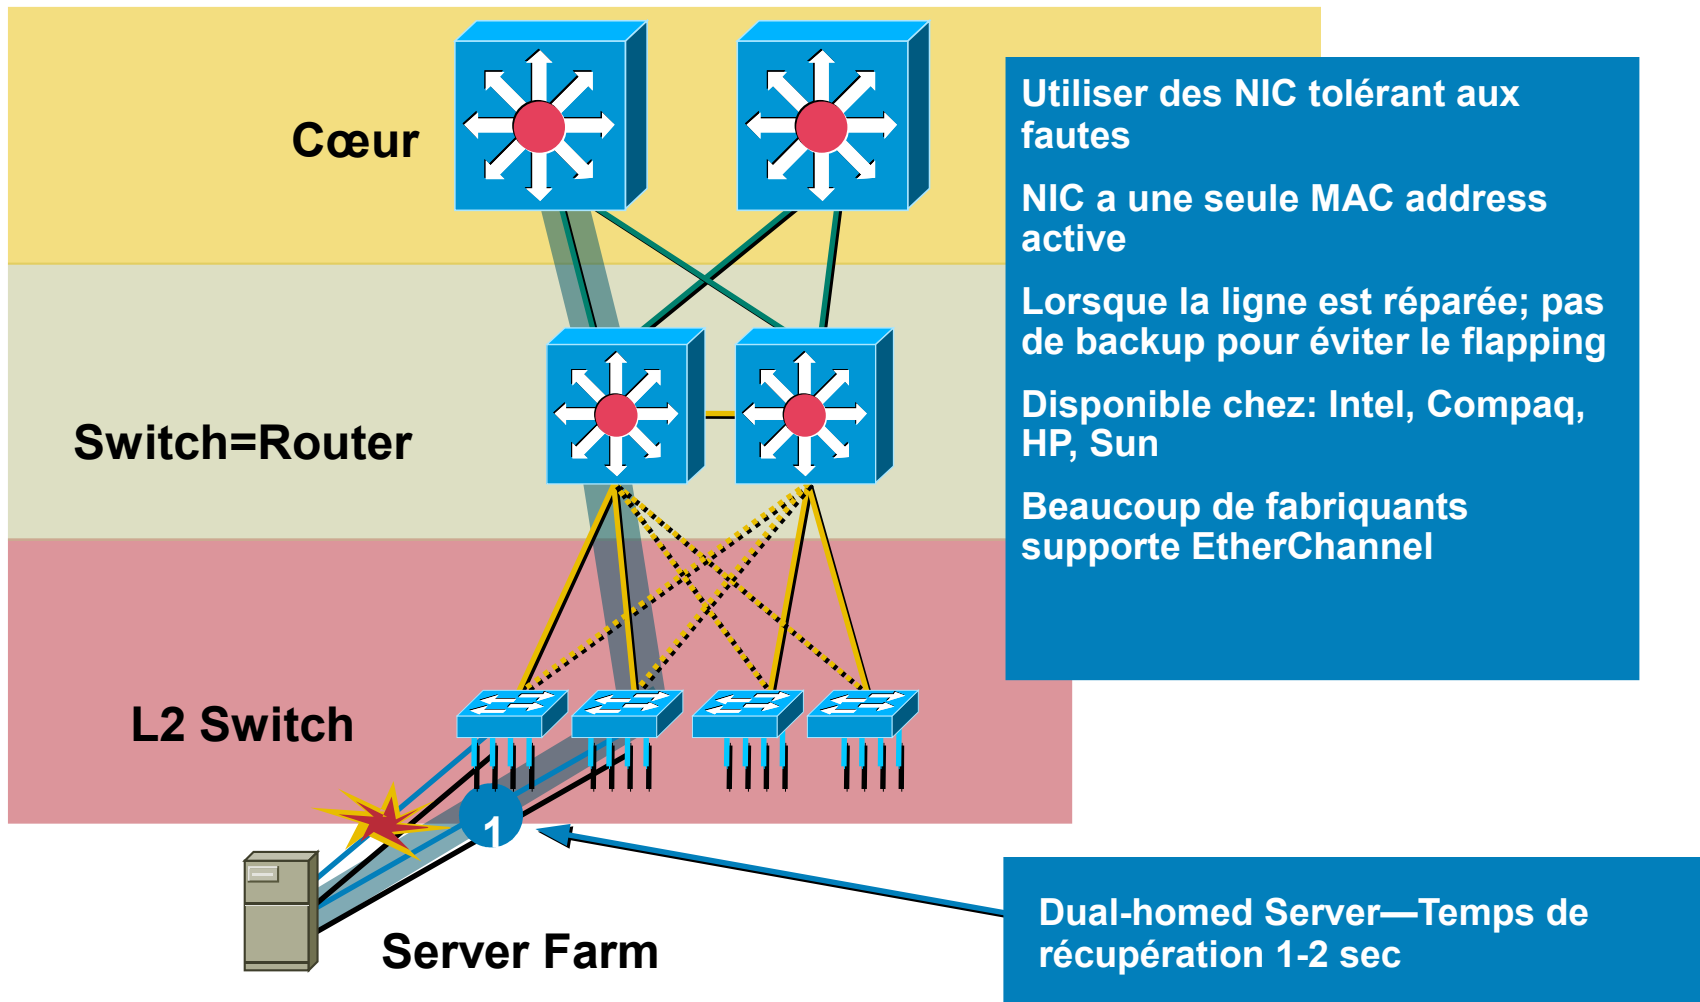 Cœur
Switch=Router
L2 Switch
1
Server Farm
Utiliser des NIC tolérant aux
fautes
NIC a une seule MAC address
active
Lorsque la ligne est réparée; pas
de backup pour éviter le flapping
Disponible chez: Intel, Compaq,
HP, Sun
Beaucoup de fabriquants
supporte EtherChannel
Dual-homed Server—Temps de
récupération 1-2 sec